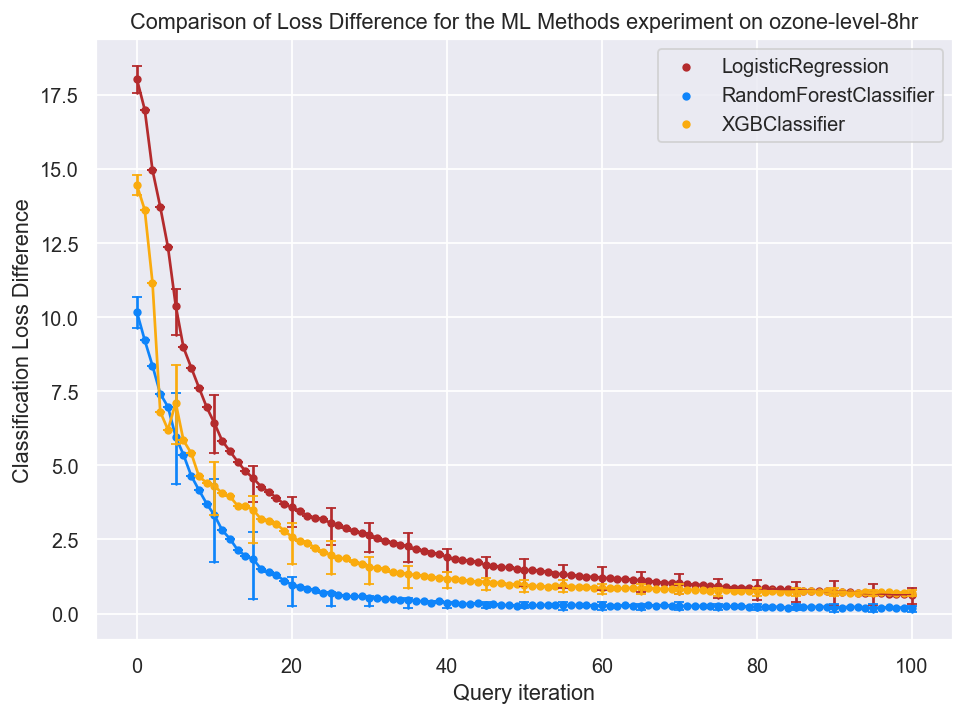 Comparison of Loss Difference for the ML Methods experiment on ozone-level-8hr
LogisticRegression
RandomForestClassifier
XGBClassifier
Classification Loss Difference
17.5
15.0
12.5
10.0
7.5
5.0
2.5
0.0
0 20 40 60 80 100
Query iteration